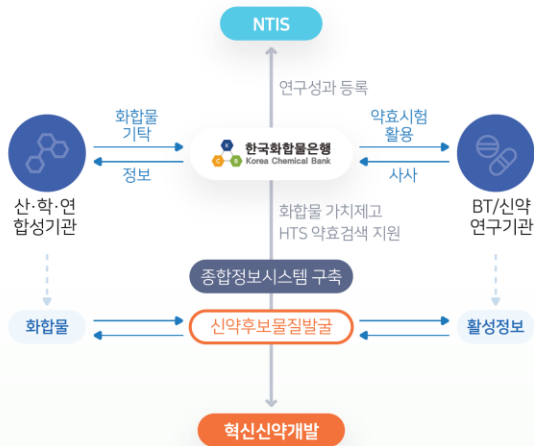 NTIS
연구성과 등록
화합물
기탁
정보
K
C
B
한국화합물은행
Korea Chemical Bank
약효시험
활용
사사
산·학·연
합성기관
BT/신약
연구기관
화합물 가치제고
HTS 약효검색 지원
종합정보시스템 구축
화합물
신약후보물질발굴
활성정보
혁신신약개발